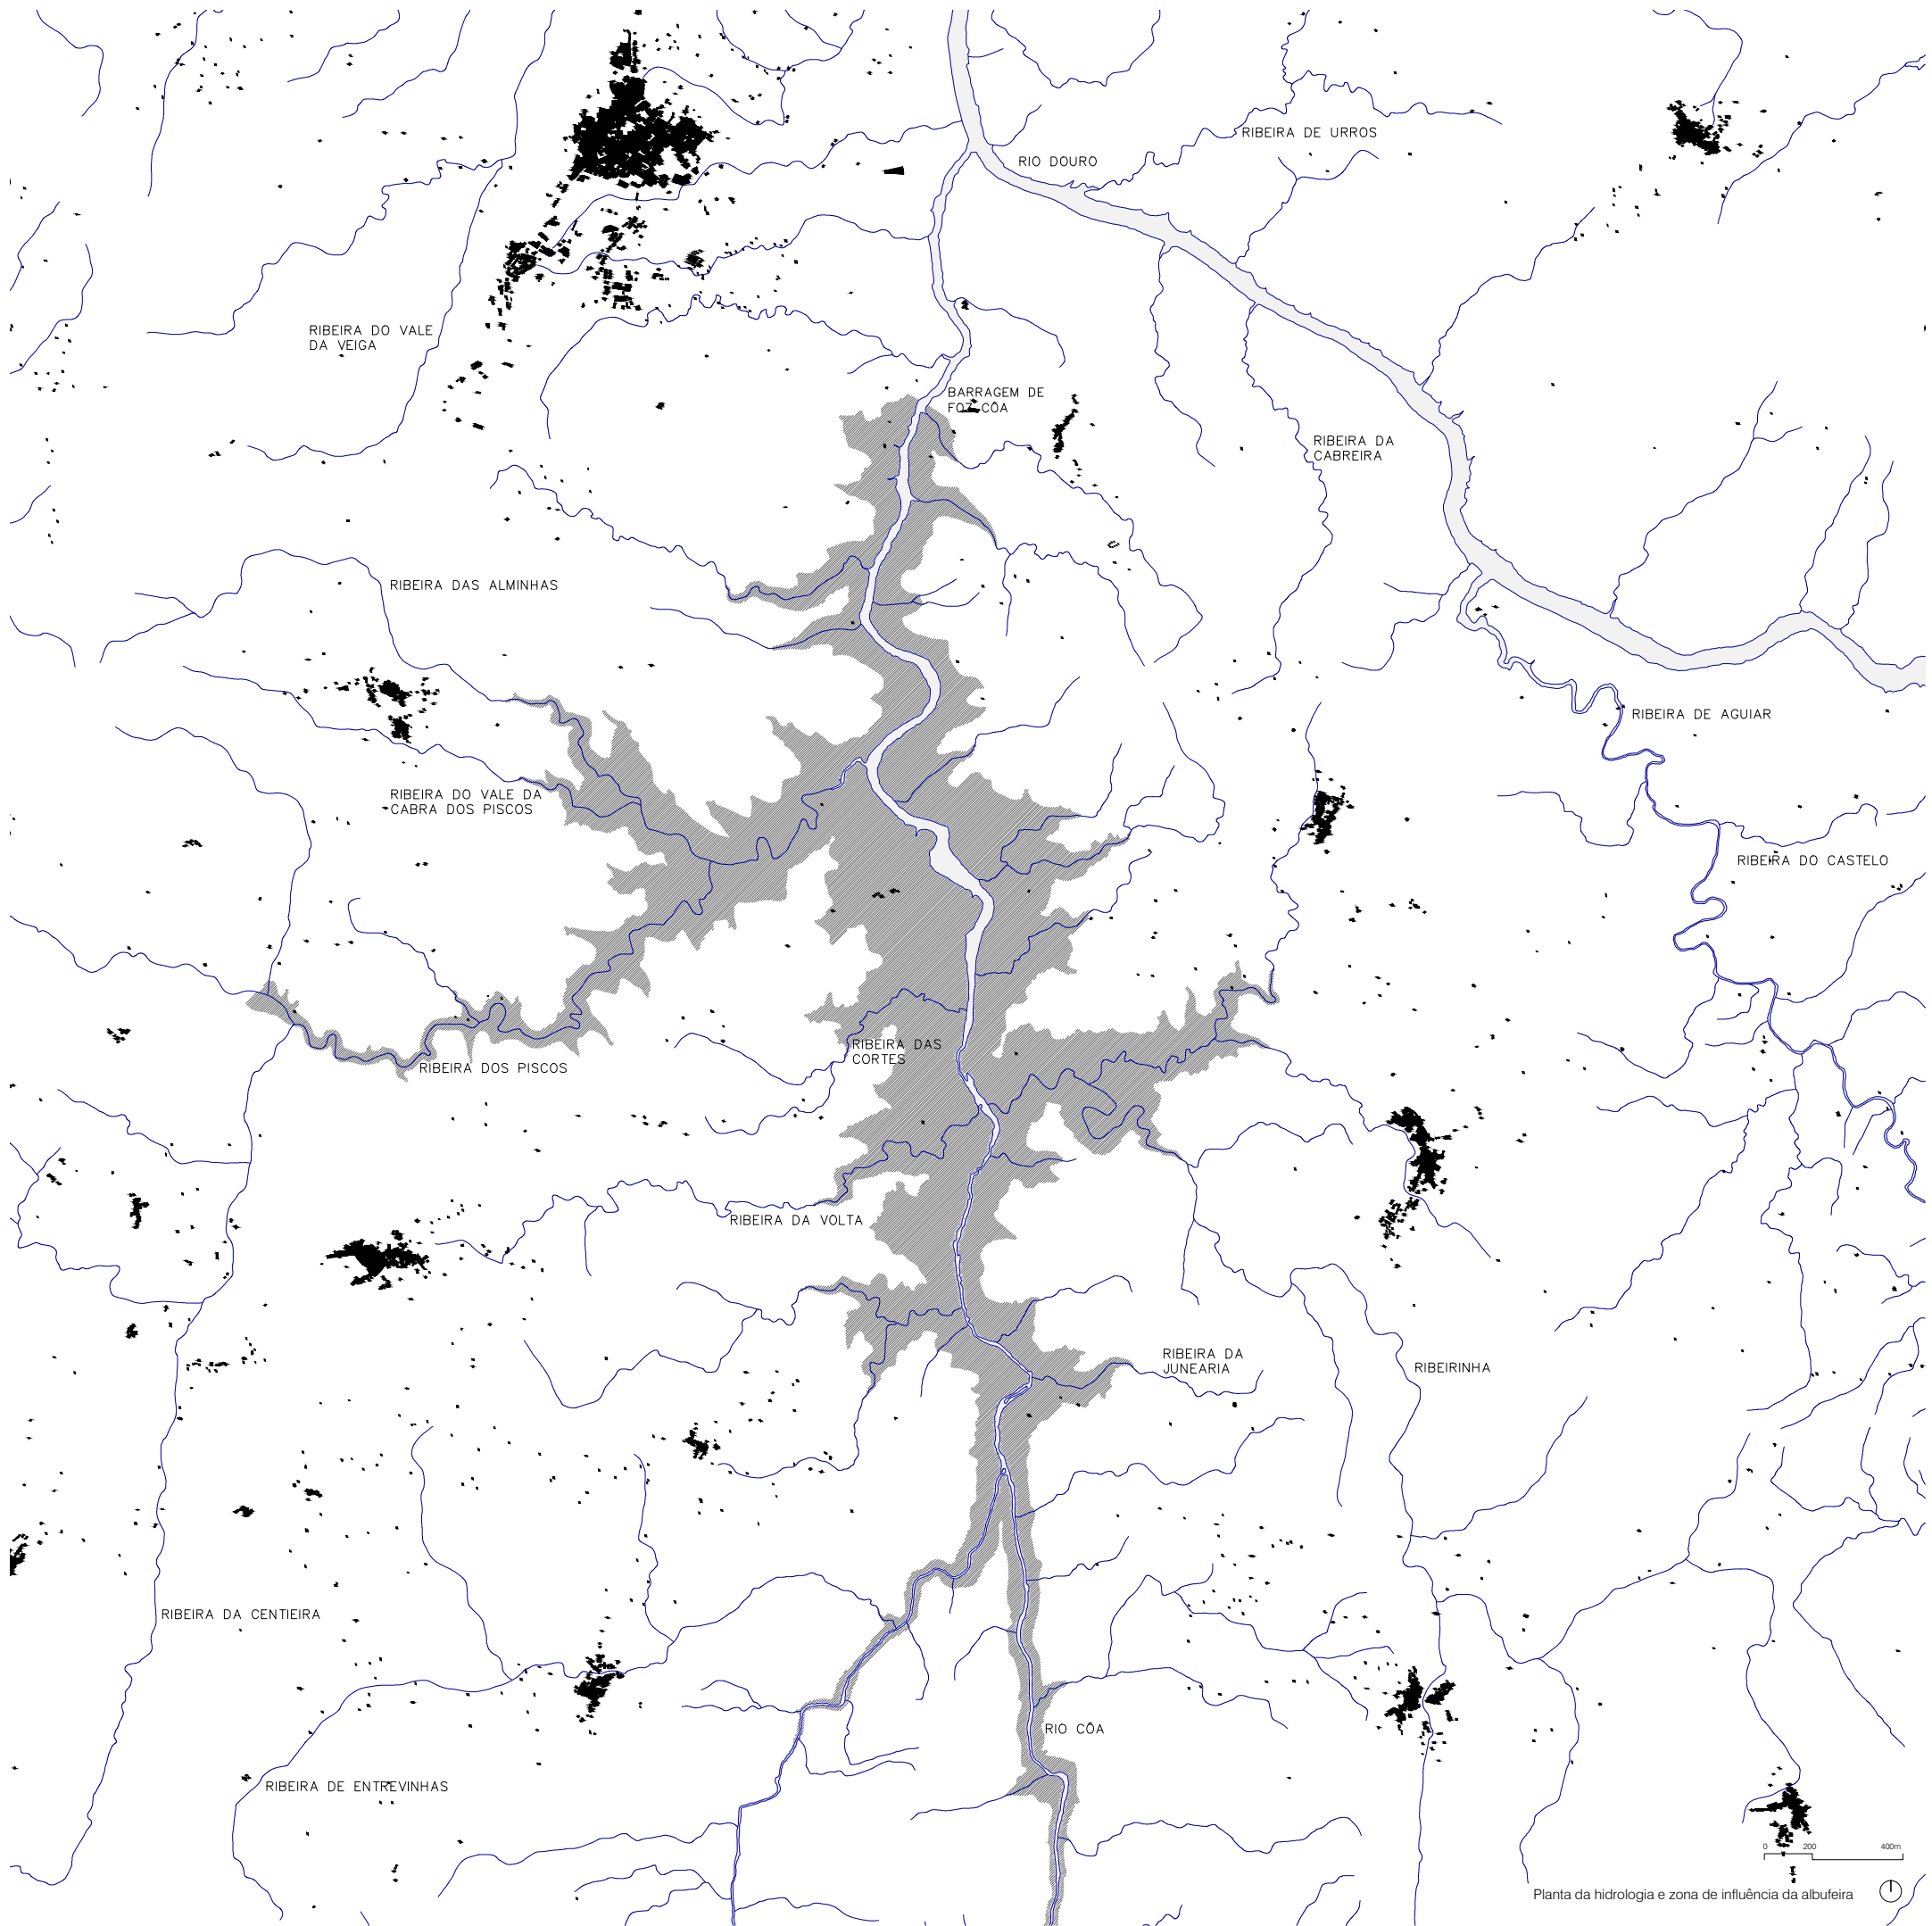 RIBEIRA DE URROS
RIO DOURO
RIBEIRA DO VALE
DA VEIGA
BARRAGEM DE
FOZ CÔA
RIBEIRA DA
CABREIRA
RIBEIRA DAS ALMINHAS
RIBEIRA DE AGUIAR
RIBEIRA DO VALE DA
CABRA DOS PISCOS
RIBEIRA DO CASTELO
RIBEIRA DAS
CORTES
RIBEIRA DOS PISCOS
RIBEIRA DA VOLTA
RIBEIRA DA
JUNEARIA
RIBEIRINHA
RIBEIRA DA CENTIEIRA
RIO CÔA
RIBEIRA DE ENTREVINHAS
0 200 400m
Planta da hidrologia e zona de influência da albufeira